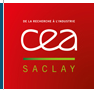 DE LA RECHERCHE À L'INDUSTRIE
cea
SACLAY